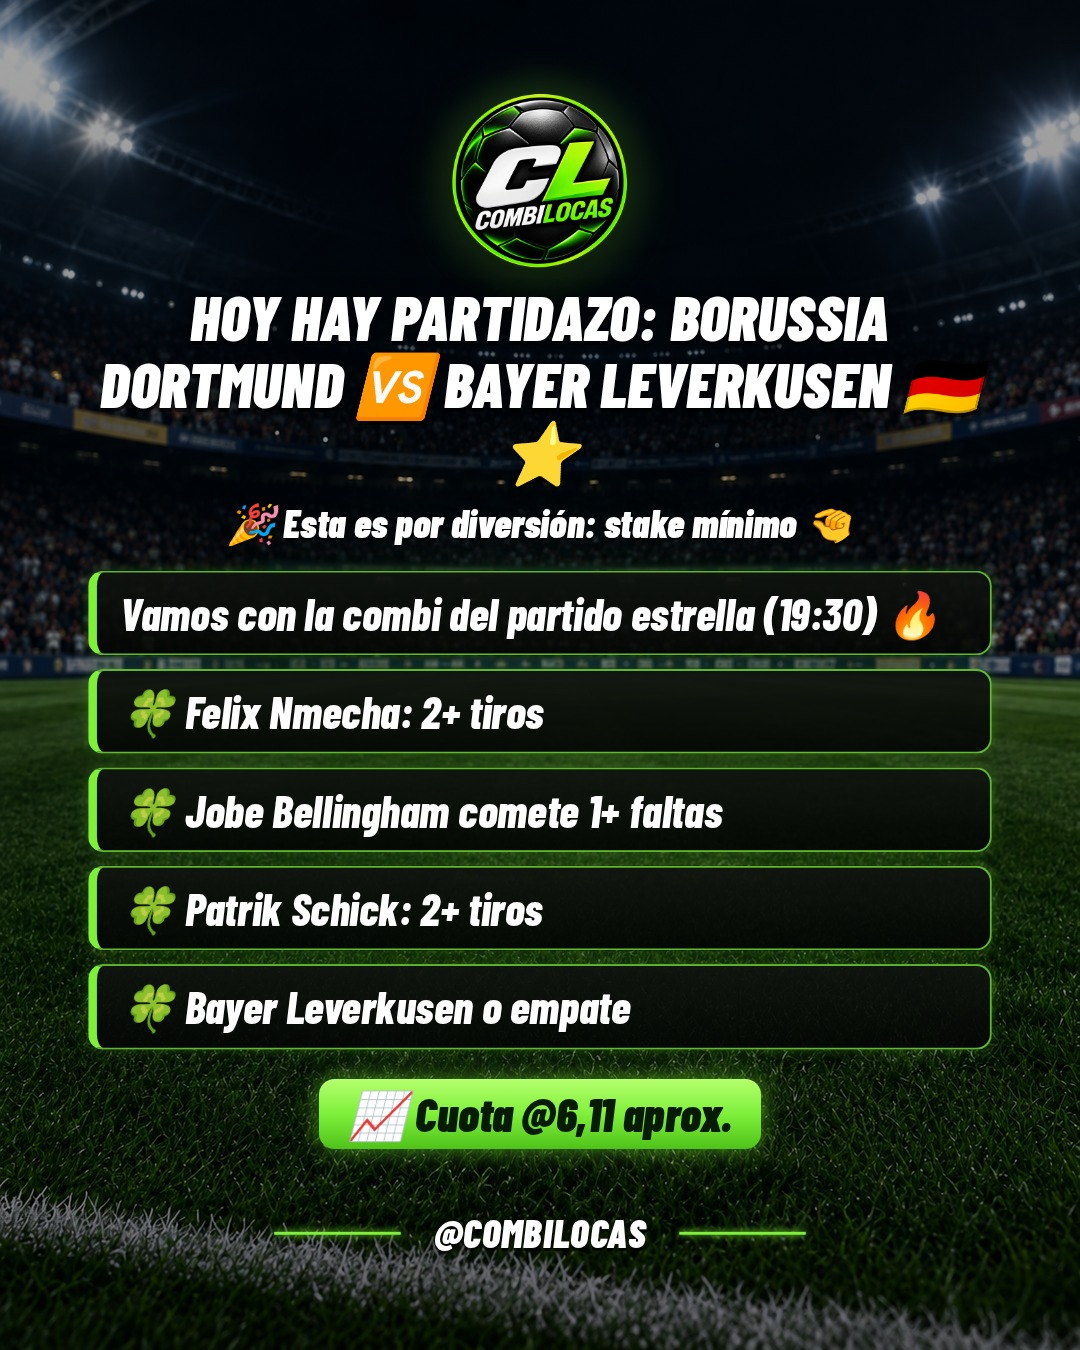 CL
COMBILOCAS
HOY HAY PARTIDAZO: BORUSSIA
DORTMUND 🆚 BAYER LEVERKUSEN 🇩🇪
⭐
🎉 Esta es por diversión: stake mínimo 🤏
Vamos con la combi del partido estrella (19:30) 🔥
🍀 Felix Nmecha: 2+ tiros
🍀 Jobe Bellingham comete 1+ faltas
🍀 Patrik Schick: 2+ tiros
🍀 Bayer Leverkusen o empate
📈 Cuota @6,11 aprox.
@COMBILOCAS